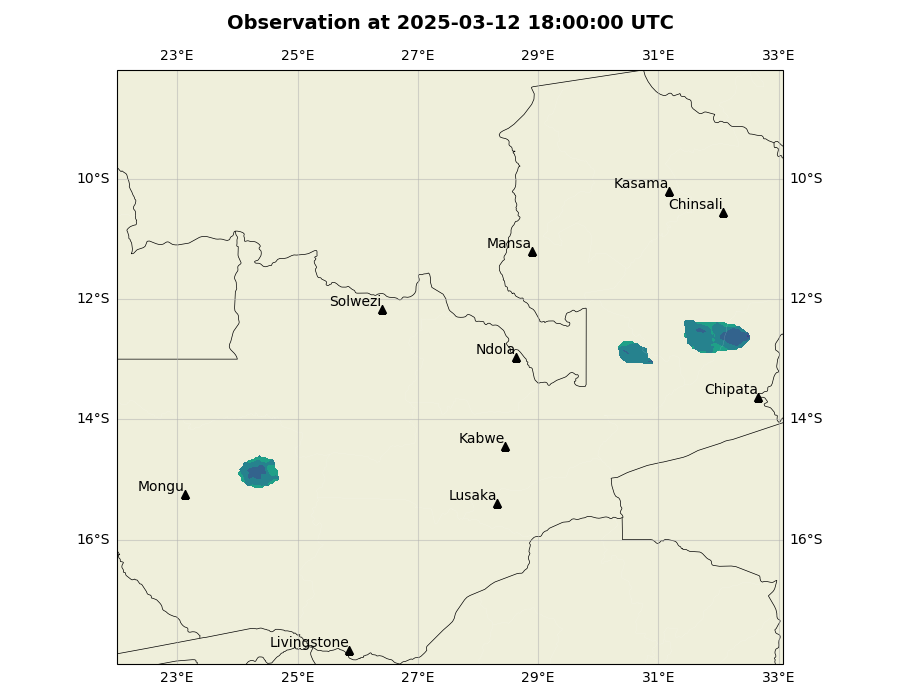 Observation at 2025-03-12 18:00:00 UTC
23°E 25°E 27°E 29°E 31°E 33°E
10°S 10°S
Kasama
Chinsali
Mansa
12°S 12°S
Solwezi
Ndola
Chipata
14°S 14°S
Kabwe
Mongu
Lusaka
16°S 16°S
Livingstone
23°E 25°E 27°E 29°E 31°E 33°E